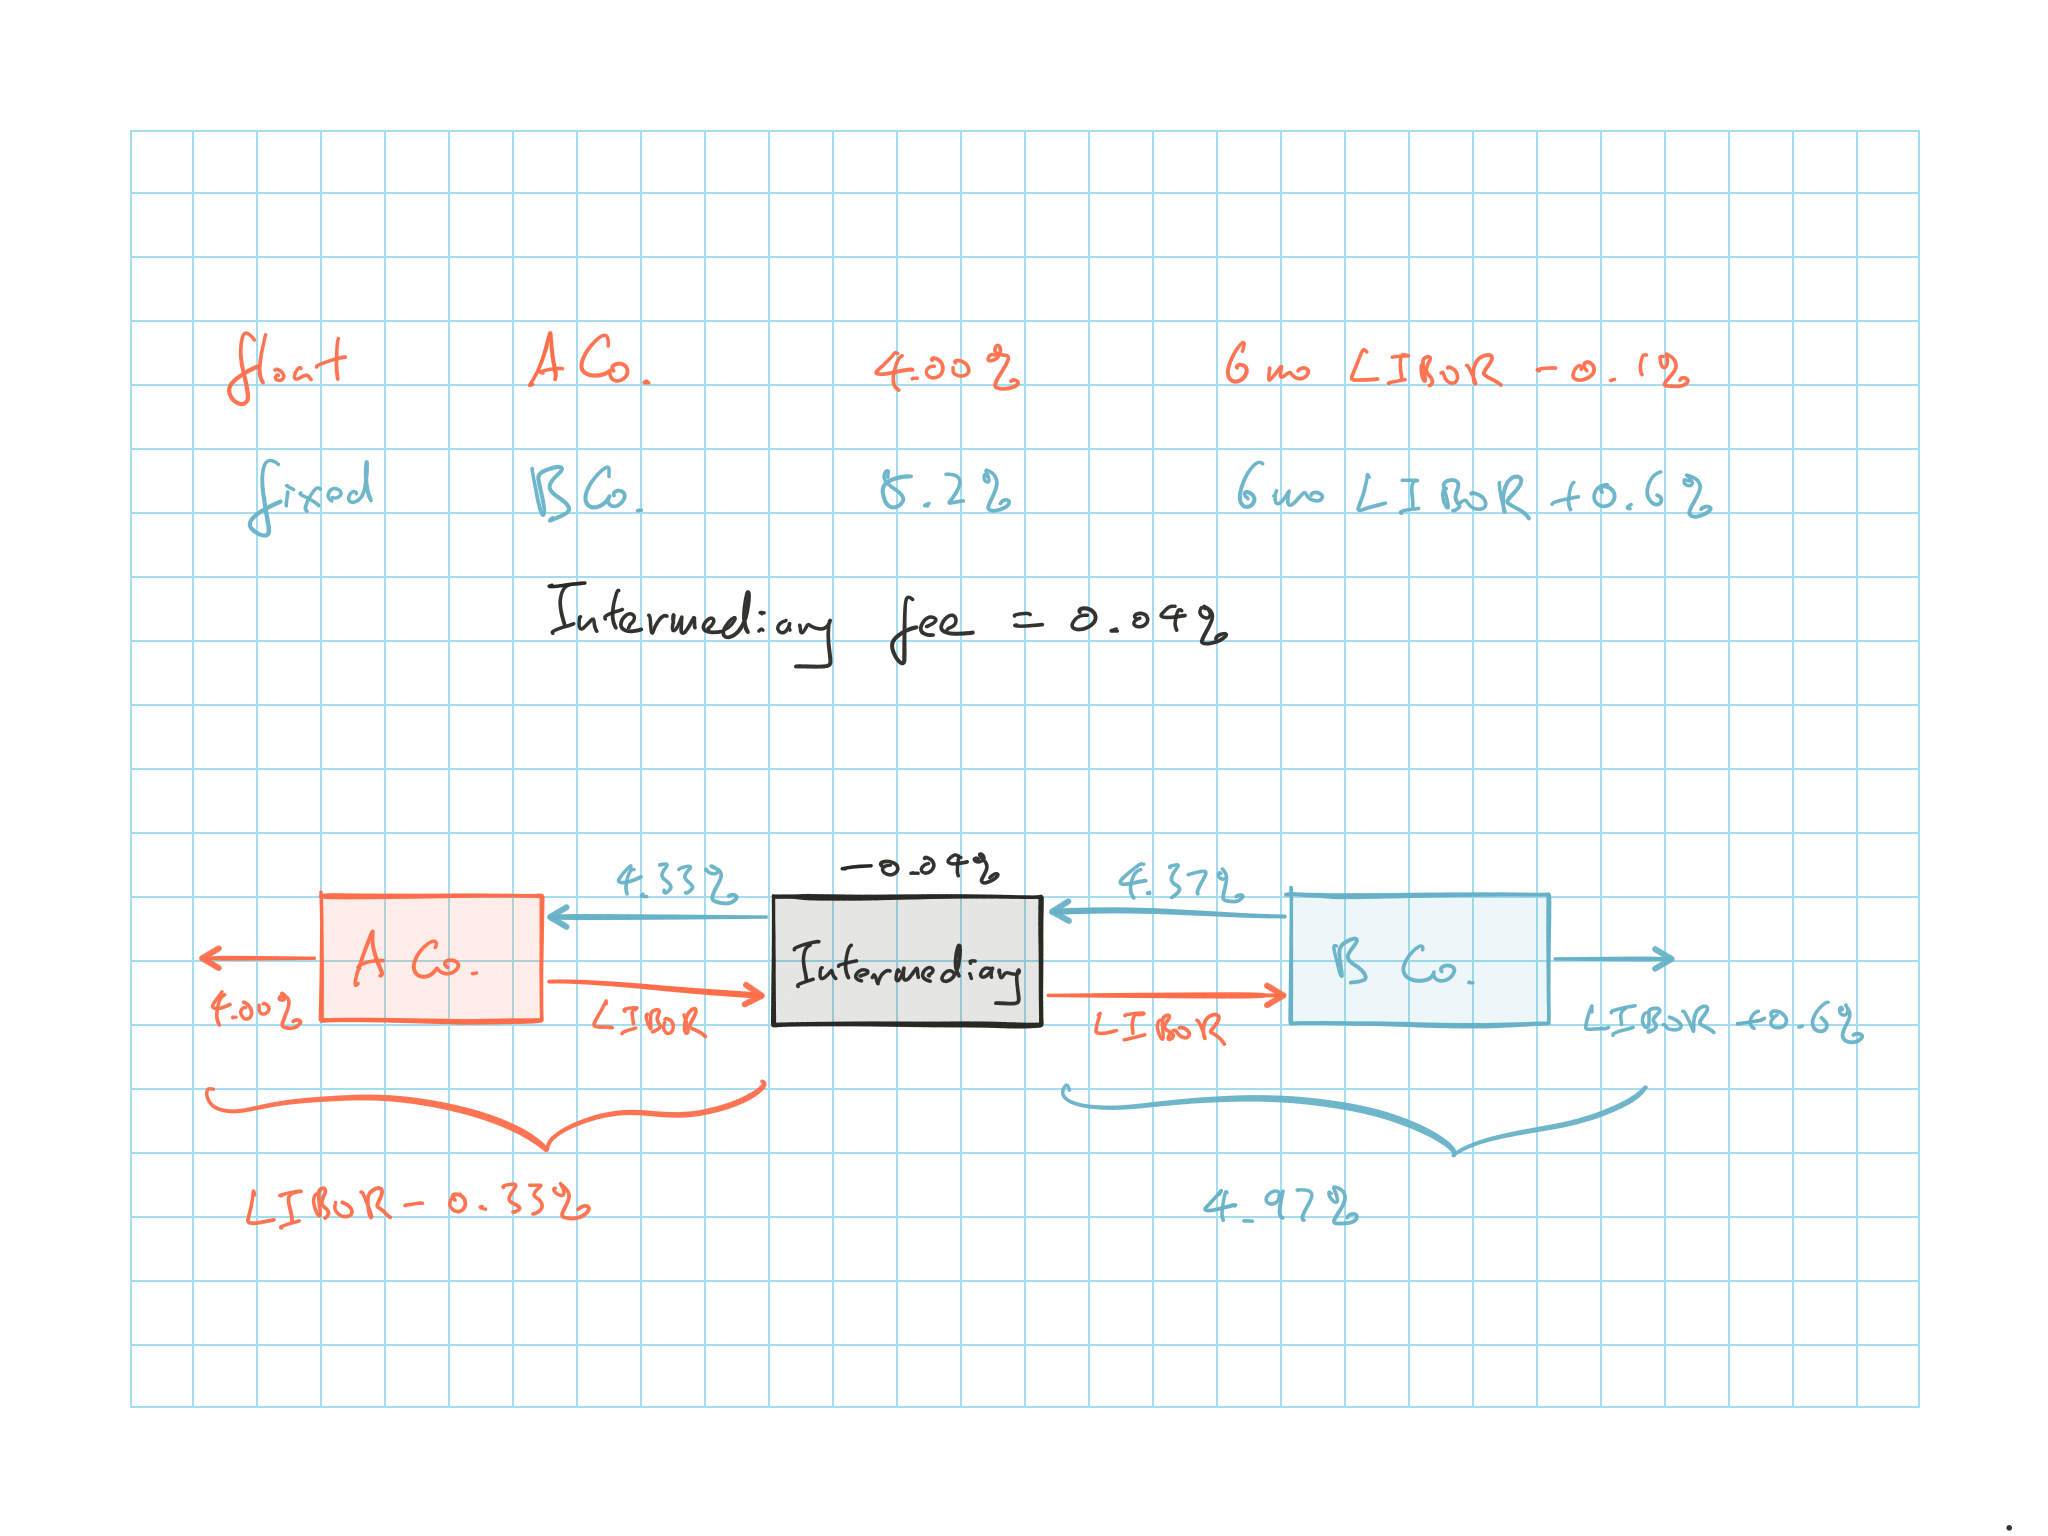 float A Co. 4.00% 6 mo LIBOR - 0.1%
fixed B Co. 5.2% 6 mo LIBOR + 0.6%
Intermediary fee = 0.04%
4.33% -0.04% 4.37%
A Co. Intermediary B Co.
4.00% LIBOR LIBOR LIBOR +0.6%
LIBOR - 0.33% 4.97%